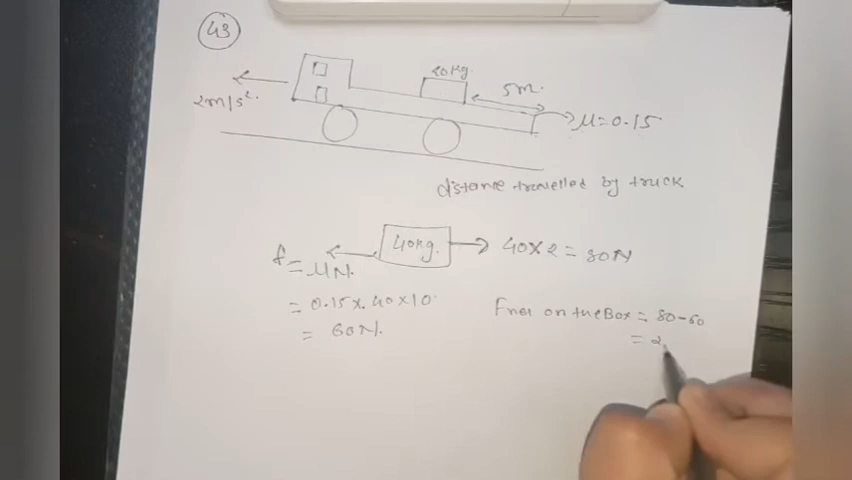 43
40kg.
5m.
2m/s².
μ=0.15
distance travelled by truck
f
40kg.
40×2 = 80N
= μN.
= 0.15×40×10
= 60N.
Fnet on the Box = 80-60
= 2